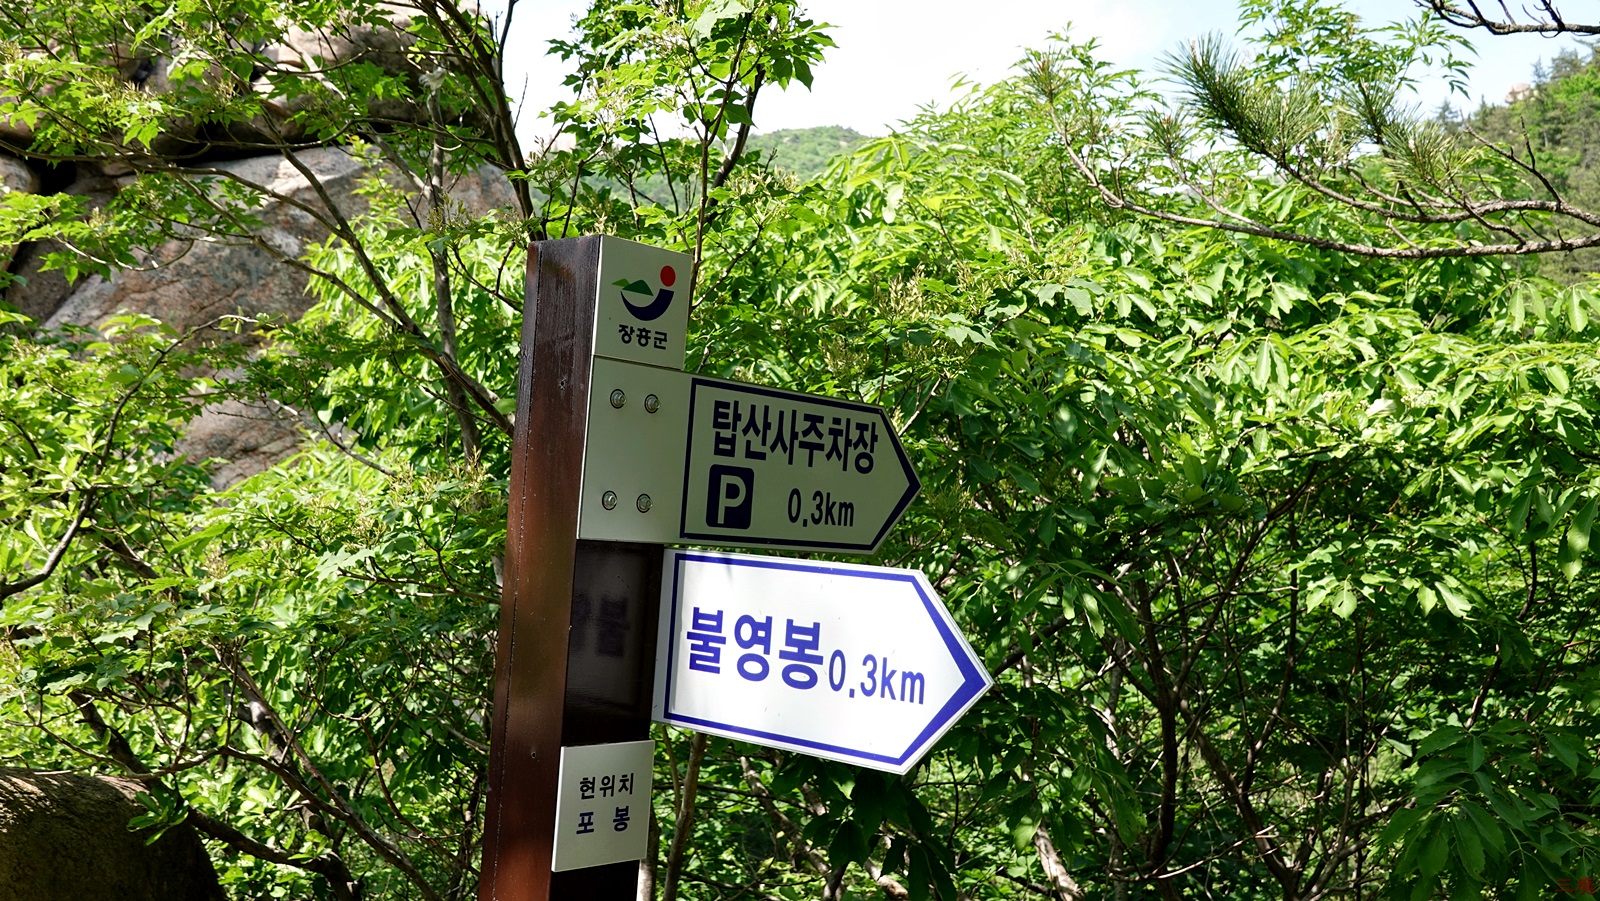 장흥군
탑산사주차장
P 0.3km
불영봉 0.3km
현위치
포봉